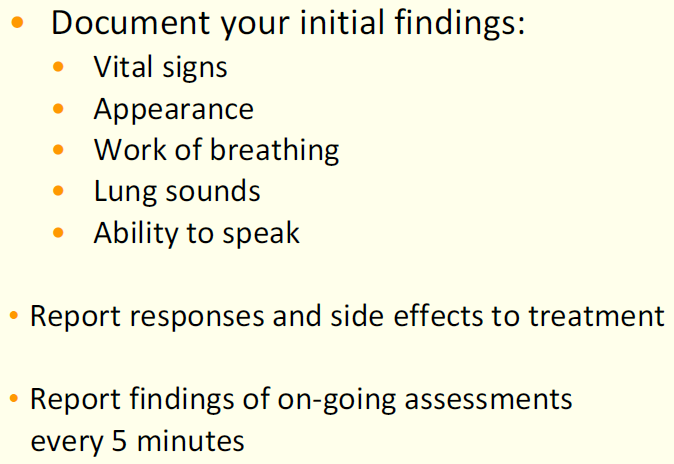 • Document your initial findings:
• Vital signs
• Appearance
• Work of breathing
• Lung sounds
• Ability to speak
• Report responses and side effects to treatment
• Report findings of on-going assessments
every 5 minutes